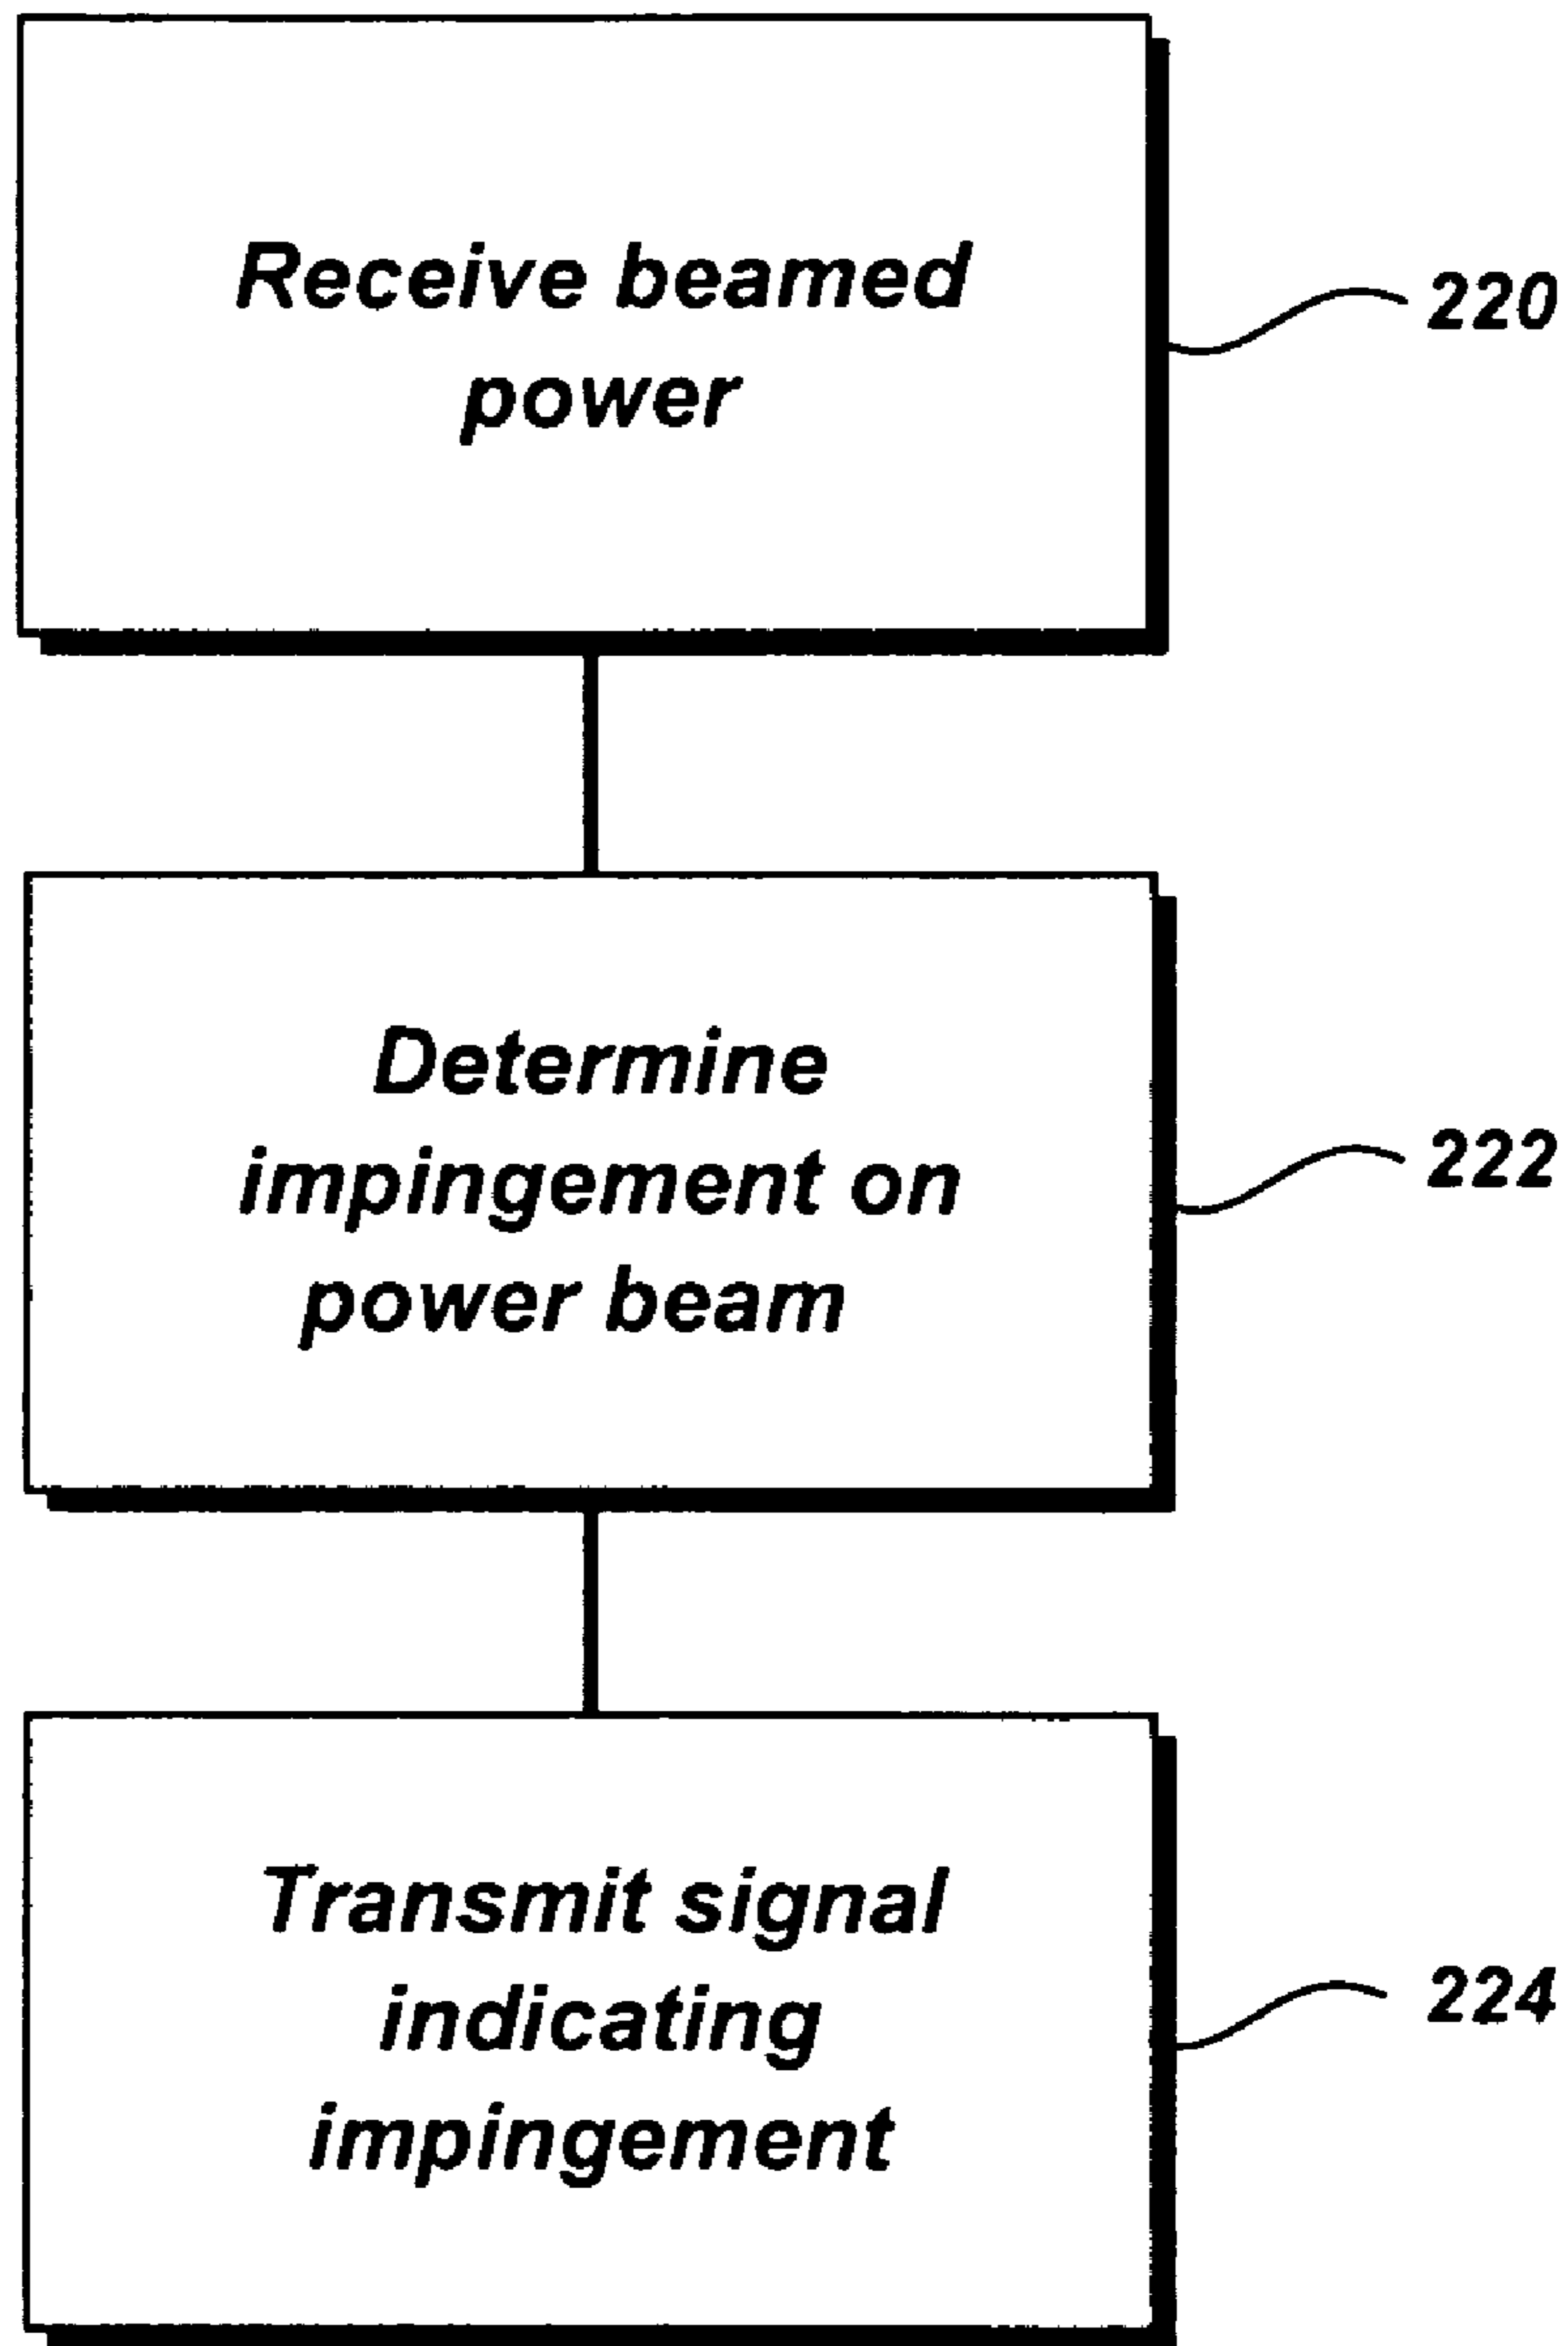 Receive beamed
power
220
Determine
impingement on
power beam
222
Transmit signal
indicating
impingement
224